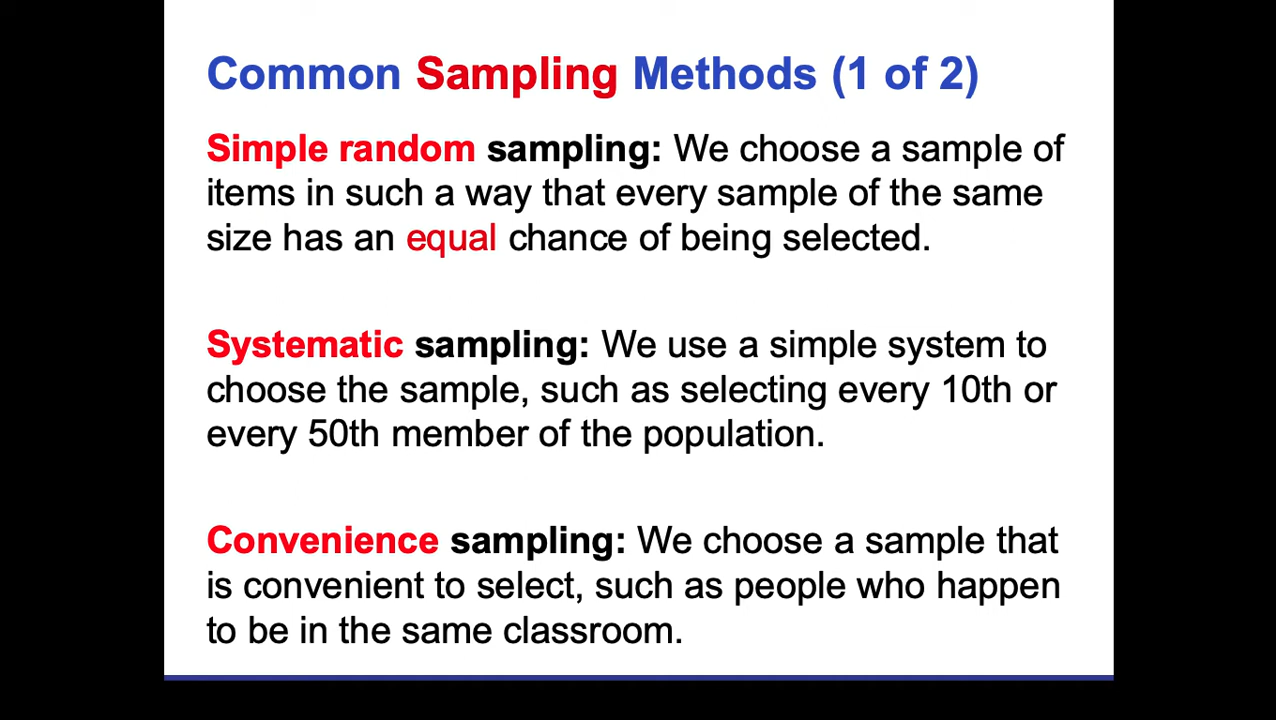 Common Sampling Methods (1 of 2)
Simple random sampling: We choose a sample of
items in such a way that every sample of the same
size has an equal chance of being selected.
Systematic sampling: We use a simple system to
choose the sample, such as selecting every 10th or
every 50th member of the population.
Convenience sampling: We choose a sample that
is convenient to select, such as people who happen
to be in the same classroom.